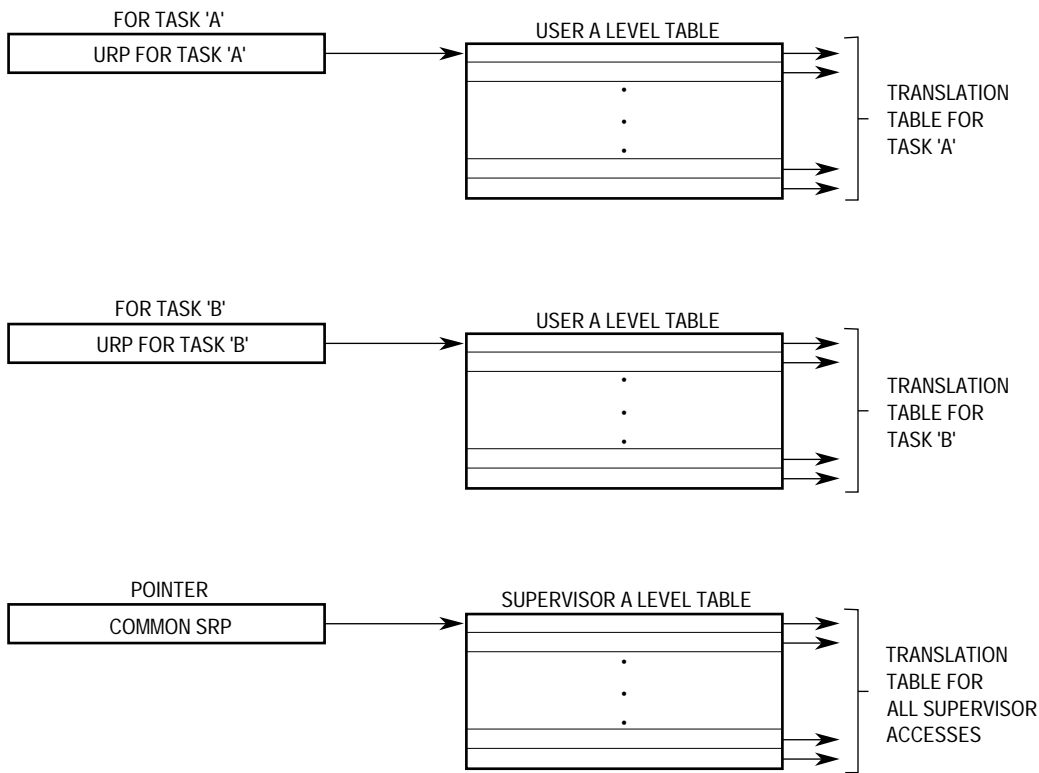 FOR TASK 'A'
URP FOR TASK 'A'
USER A LEVEL TABLE
TRANSLATION
TABLE FOR
TASK 'A'
FOR TASK 'B'
URP FOR TASK 'B'
USER A LEVEL TABLE
TRANSLATION
TABLE FOR
TASK 'B'
POINTER
COMMON SRP
SUPERVISOR A LEVEL TABLE
TRANSLATION
TABLE FOR
ALL SUPERVISOR
ACCESSES